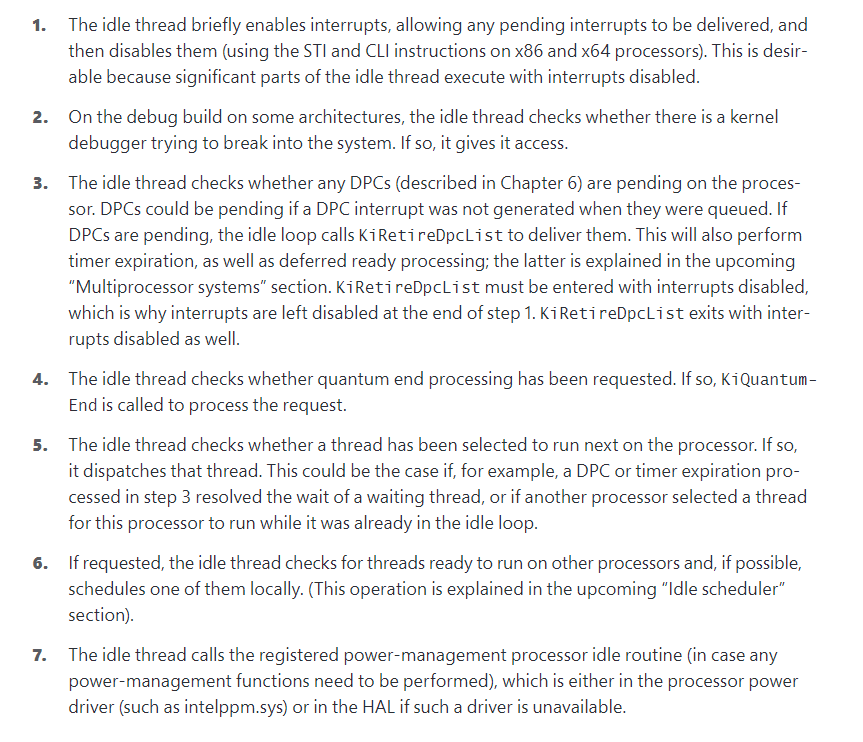 1. The idle thread briefly enables interrupts, allowing any pending interrupts to be delivered, and
then disables them (using the STI and CLI instructions on x86 and x64 processors). This is desir-
able because significant parts of the idle thread execute with interrupts disabled.
2. On the debug build on some architectures, the idle thread checks whether there is a kernel
debugger trying to break into the system. If so, it gives it access.
3. The idle thread checks whether any DPCs (described in Chapter 6) are pending on the proces-
sor. DPCs could be pending if a DPC interrupt was not generated when they were queued. If
DPCs are pending, the idle loop calls KiRetireDpcList to deliver them. This will also perform
timer expiration, as well as deferred ready processing; the latter is explained in the upcoming
“Multiprocessor systems” section. KiRetireDpcList must be entered with interrupts disabled,
which is why interrupts are left disabled at the end of step 1. KiRetireDpcList exits with inter-
rupts disabled as well.
4. The idle thread checks whether quantum end processing has been requested. If so, KiQuantum-
End is called to process the request.
5. The idle thread checks whether a thread has been selected to run next on the processor. If so,
it dispatches that thread. This could be the case if, for example, a DPC or timer expiration pro-
cessed in step 3 resolved the wait of a waiting thread, or if another processor selected a thread
for this processor to run while it was already in the idle loop.
6. If requested, the idle thread checks for threads ready to run on other processors and, if possible,
schedules one of them locally. (This operation is explained in the upcoming “Idle scheduler”
section).
7. The idle thread calls the registered power-management processor idle routine (in case any
power-management functions need to be performed), which is either in the processor power
driver (such as intelppm.sys) or in the HAL if such a driver is unavailable.